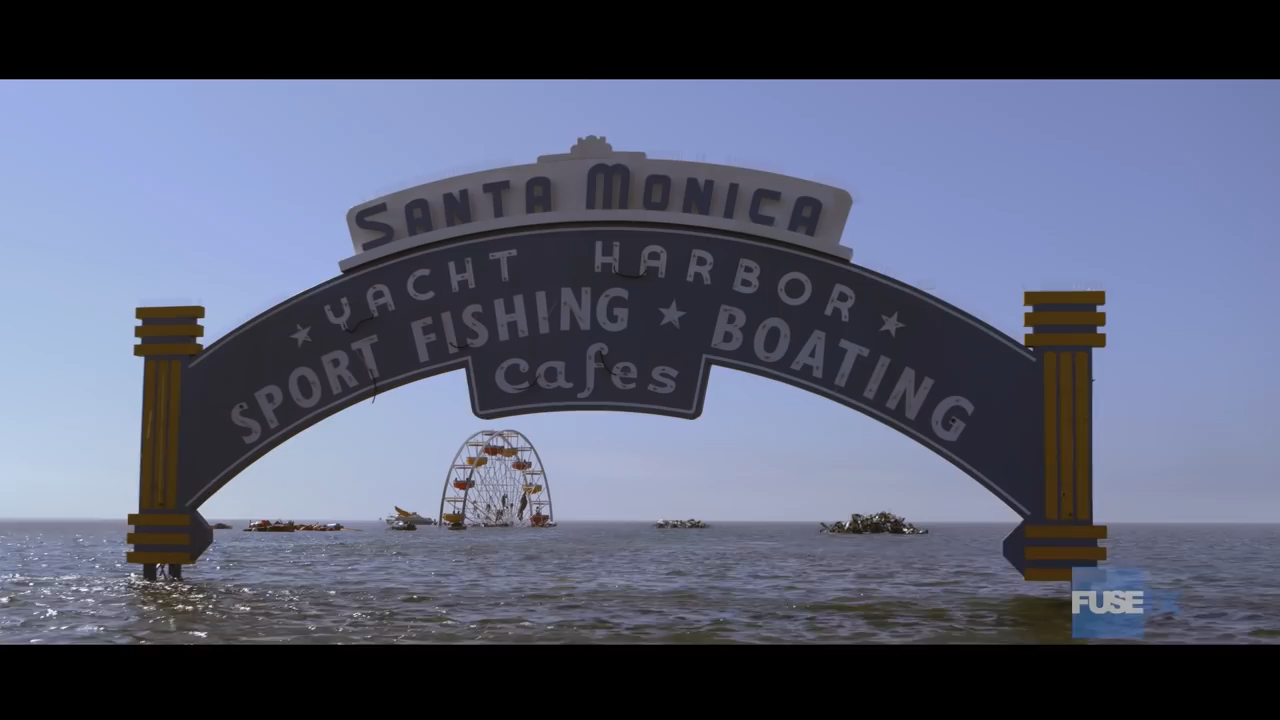 SANTA MONICA
YACHT HARBOR
SPORT FISHING BOATING
Cafes
FUSE